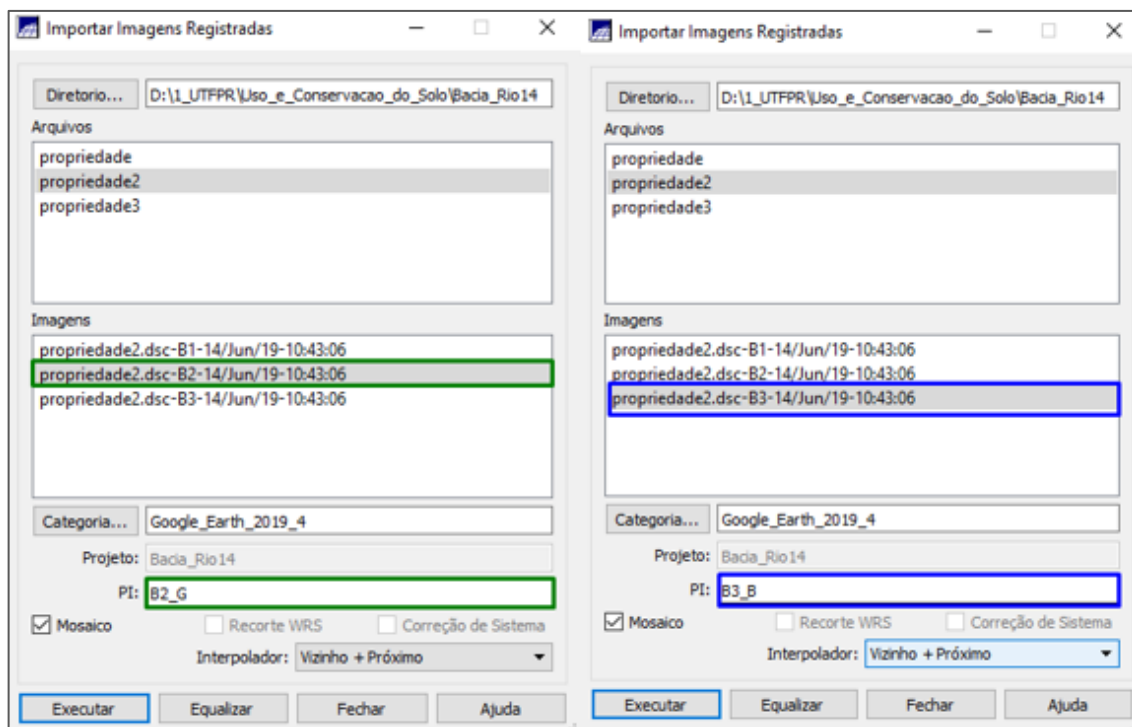 Importar Imagens Registradas
Diretorio... D:\1_UTFPR\Uso_e_Conservacao_do_Solo\Bacia_Rio14
Arquivos
propriedade
propriedade2
propriedade3
Imagens
propriedade2.dsc-B1-14/Jun/19-10:43:06
propriedade2.dsc-B2-14/Jun/19-10:43:06
propriedade2.dsc-B3-14/Jun/19-10:43:06
Categoria... Google_Earth_2019_4
Projeto: Bacia_Rio14
PI: B2_G
Mosaico Recorte WRS Correção de Sistema
Interpolador: Vizinho + Próximo
Executar Equalizar Fechar Ajuda
Importar Imagens Registradas
Diretorio... D:\1_UTFPR\Uso_e_Conservacao_do_Solo\Bacia_Rio14
Arquivos
propriedade
propriedade2
propriedade3
Imagens
propriedade2.dsc-B1-14/Jun/19-10:43:06
propriedade2.dsc-B2-14/Jun/19-10:43:06
propriedade2.dsc-B3-14/Jun/19-10:43:06
Categoria... Google_Earth_2019_4
Projeto: Bacia_Rio14
PI: B3_B
Mosaico Recorte WRS Correção de Sistema
Interpolador: Vizinho + Próximo
Executar Equalizar Fechar Ajuda